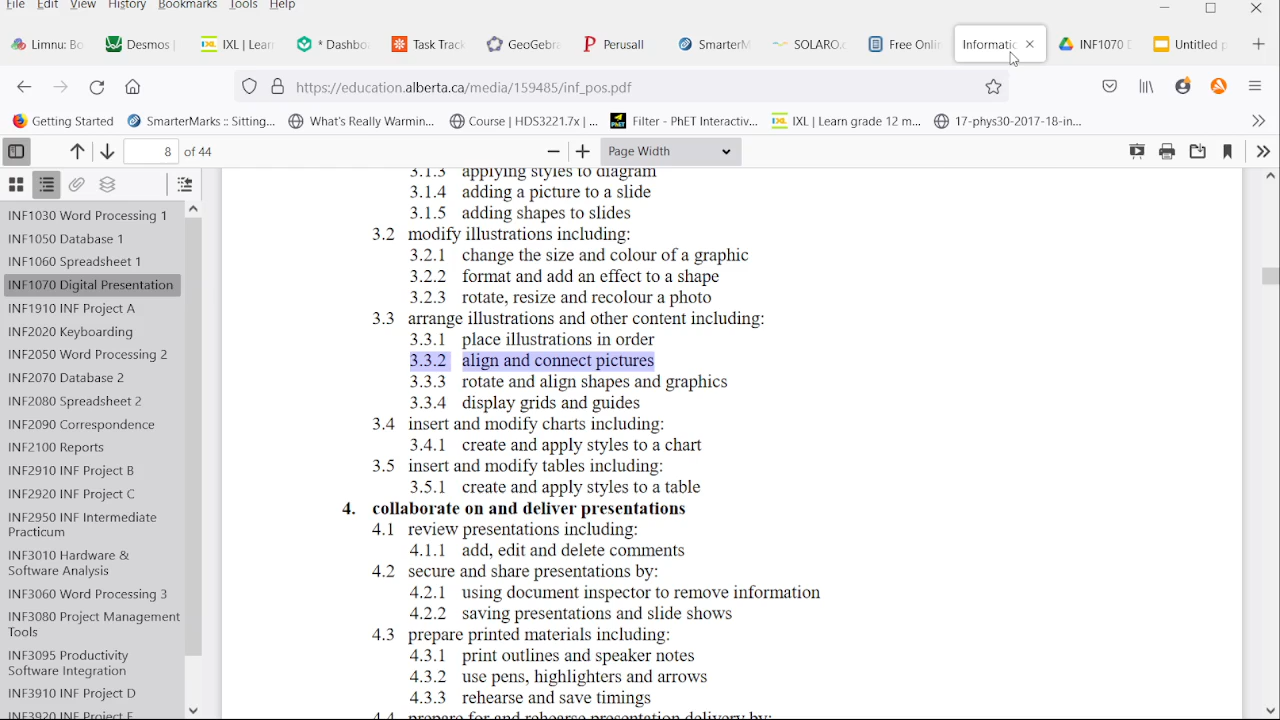 File Edit View History Bookmarks Tools Help
Limnu: Bo Desmos IXL | Lear * Dashbo Task Track GeoGebra Perusall SmarterM SOLARO.c Free Onli Informatic INF1070 D Untitled p
https://education.alberta.ca/media/159485/inf_pos.pdf
Getting Started SmarterMarks :: Sitting... What's Really Warmin... Course | HDS3221.7x | ... Filter - PhET Interactiv... IXL | Learn grade 12 m... 17-phys30-2017-18-in...
8 of 44 Page Width
INF1030 Word Processing 1
INF1050 Database 1
INF1060 Spreadsheet 1
INF1070 Digital Presentation
INF1910 INF Project A
INF2020 Keyboarding
INF2050 Word Processing 2
INF2070 Database 2
INF2080 Spreadsheet 2
INF2090 Correspondence
INF2100 Reports
INF2910 INF Project B
INF2920 INF Project C
INF2950 INF Intermediate
Practicum
INF3010 Hardware &
Software Analysis
INF3060 Word Processing 3
INF3080 Project Management
Tools
INF3095 Productivity
Software Integration
INF3910 INF Project D
INF3920 INF Project E
3.1.3 applying styles to diagram
3.1.4 adding a picture to a slide
3.1.5 adding shapes to slides
3.2 modify illustrations including:
3.2.1 change the size and colour of a graphic
3.2.2 format and add an effect to a shape
3.2.3 rotate, resize and recolour a photo
3.3 arrange illustrations and other content including:
3.3.1 place illustrations in order
3.3.2 align and connect pictures
3.3.3 rotate and align shapes and graphics
3.3.4 display grids and guides
3.4 insert and modify charts including:
3.4.1 create and apply styles to a chart
3.5 insert and modify tables including:
3.5.1 create and apply styles to a table
4. collaborate on and deliver presentations
4.1 review presentations including:
4.1.1 add, edit and delete comments
4.2 secure and share presentations by:
4.2.1 using document inspector to remove information
4.2.2 saving presentations and slide shows
4.3 prepare printed materials including:
4.3.1 print outlines and speaker notes
4.3.2 use pens, highlighters and arrows
4.3.3 rehearse and save timings
4.4 prepare for and rehearse presentation delivery by: